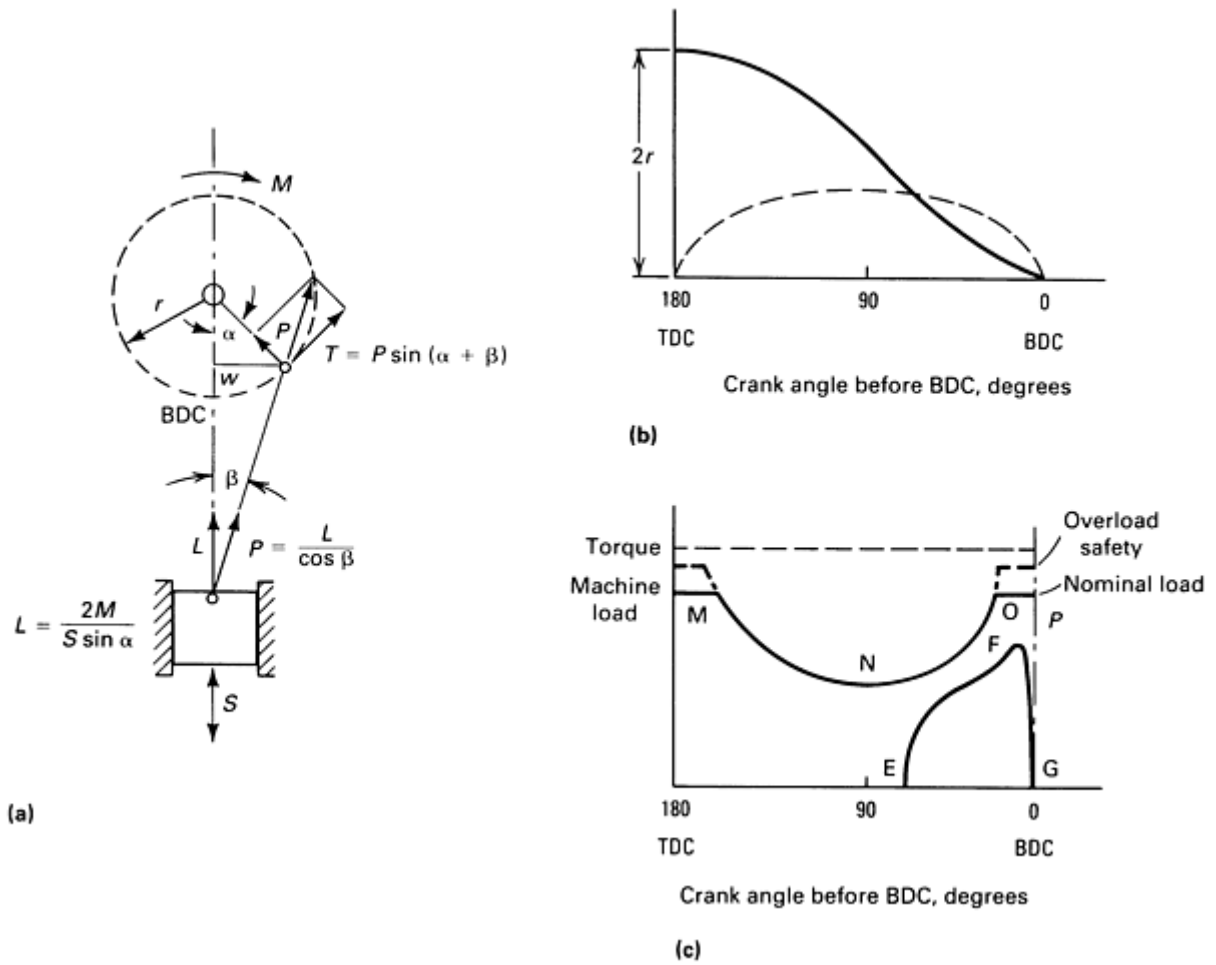 M
r
α
P
T = P sin (α + β)
w
BDC
β
L
P = L / cos β
L = 2M / S sin α
S
(a)
2r
180
90
0
TDC
BDC
Crank angle before BDC, degrees
(b)
Torque
Overload
safety
Machine
load
Nominal load
M
O
P
F
N
E
G
180
90
0
TDC
BDC
Crank angle before BDC, degrees
(c)